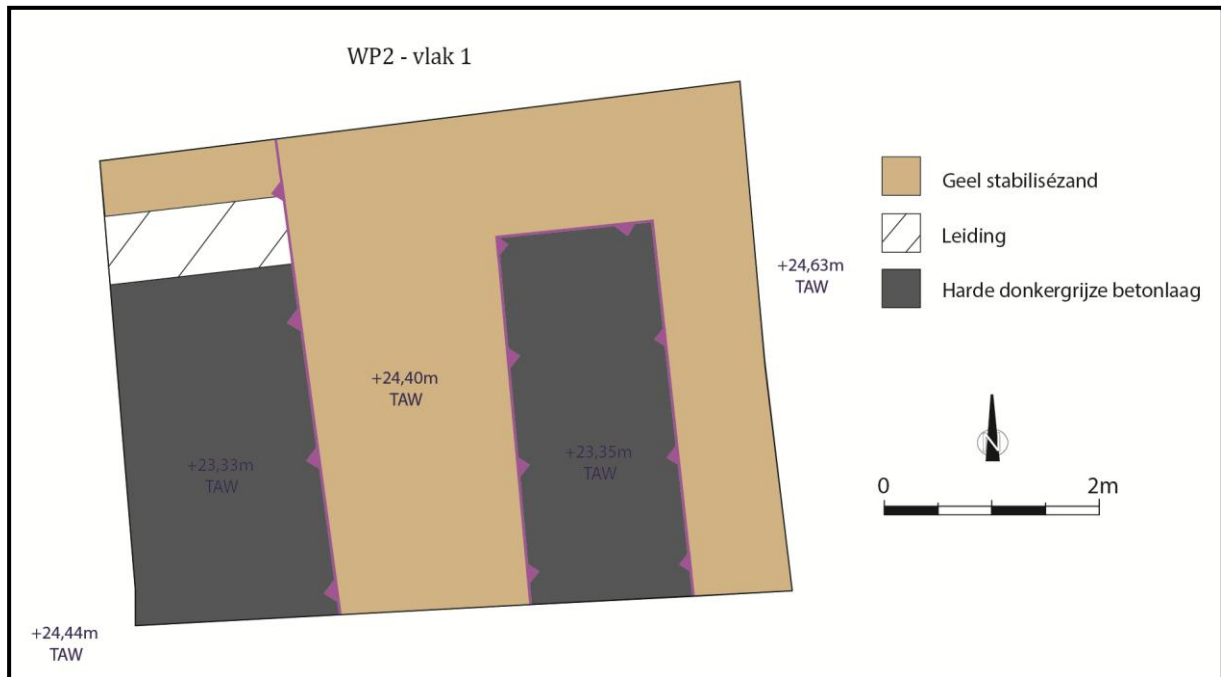 WP2 - vlak 1
Geel stabilisézand
Leiding
Harde donkergrijze betonlaag
+24,63m
TAW
+24,40m
TAW
+23,33m
TAW
+23,35m
TAW
+24,44m
TAW
N
0 2m